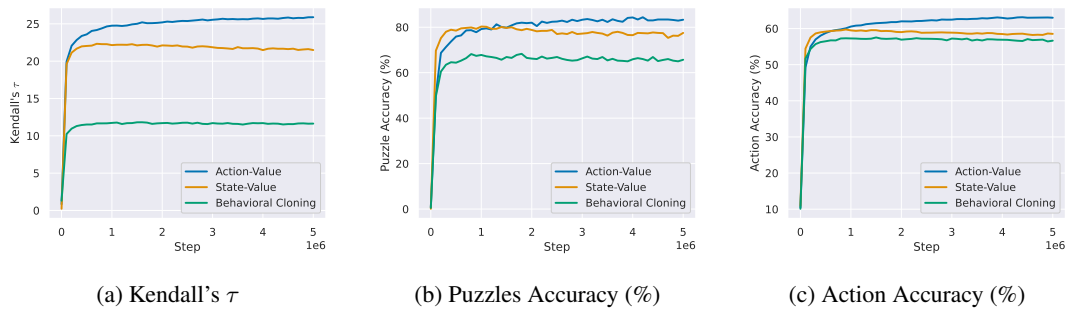 Kendall's τ
25
20
15
10
5
0
Action-Value
State-Value
Behavioral Cloning
0 1 2 3 4 5
1e6
Step
(a) Kendall's τ
Puzzle Accuracy (%)
80
60
40
20
0
Action-Value
State-Value
Behavioral Cloning
0 1 2 3 4 5
1e6
Step
(b) Puzzles Accuracy (%)
Action Accuracy (%)
60
50
40
30
20
10
Action-Value
State-Value
Behavioral Cloning
0 1 2 3 4 5
1e6
Step
(c) Action Accuracy (%)